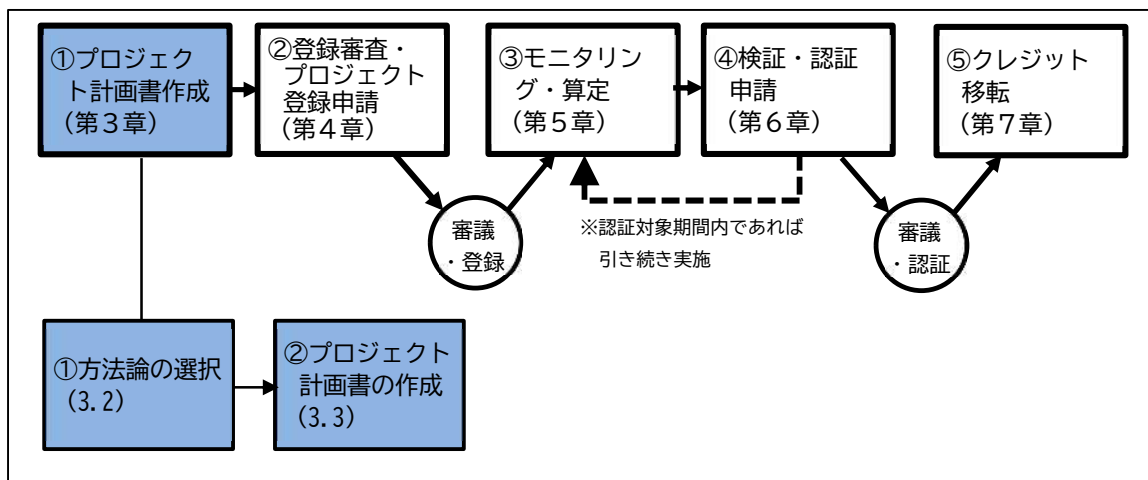 ①プロジェク
ト計画書作成
(第3章)
②登録審査・
プロジェクト
登録申請
(第4章)
③モニタリン
グ・算定
(第5章)
④検証・認証
申請
(第6章)
⑤クレジット
移転
(第7章)
審議
・登録
※認証対象期間内であれば
引き続き実施
審議
・認証
①方法論の選択
(3.2)
②プロジェクト
計画書の作成
(3.3)